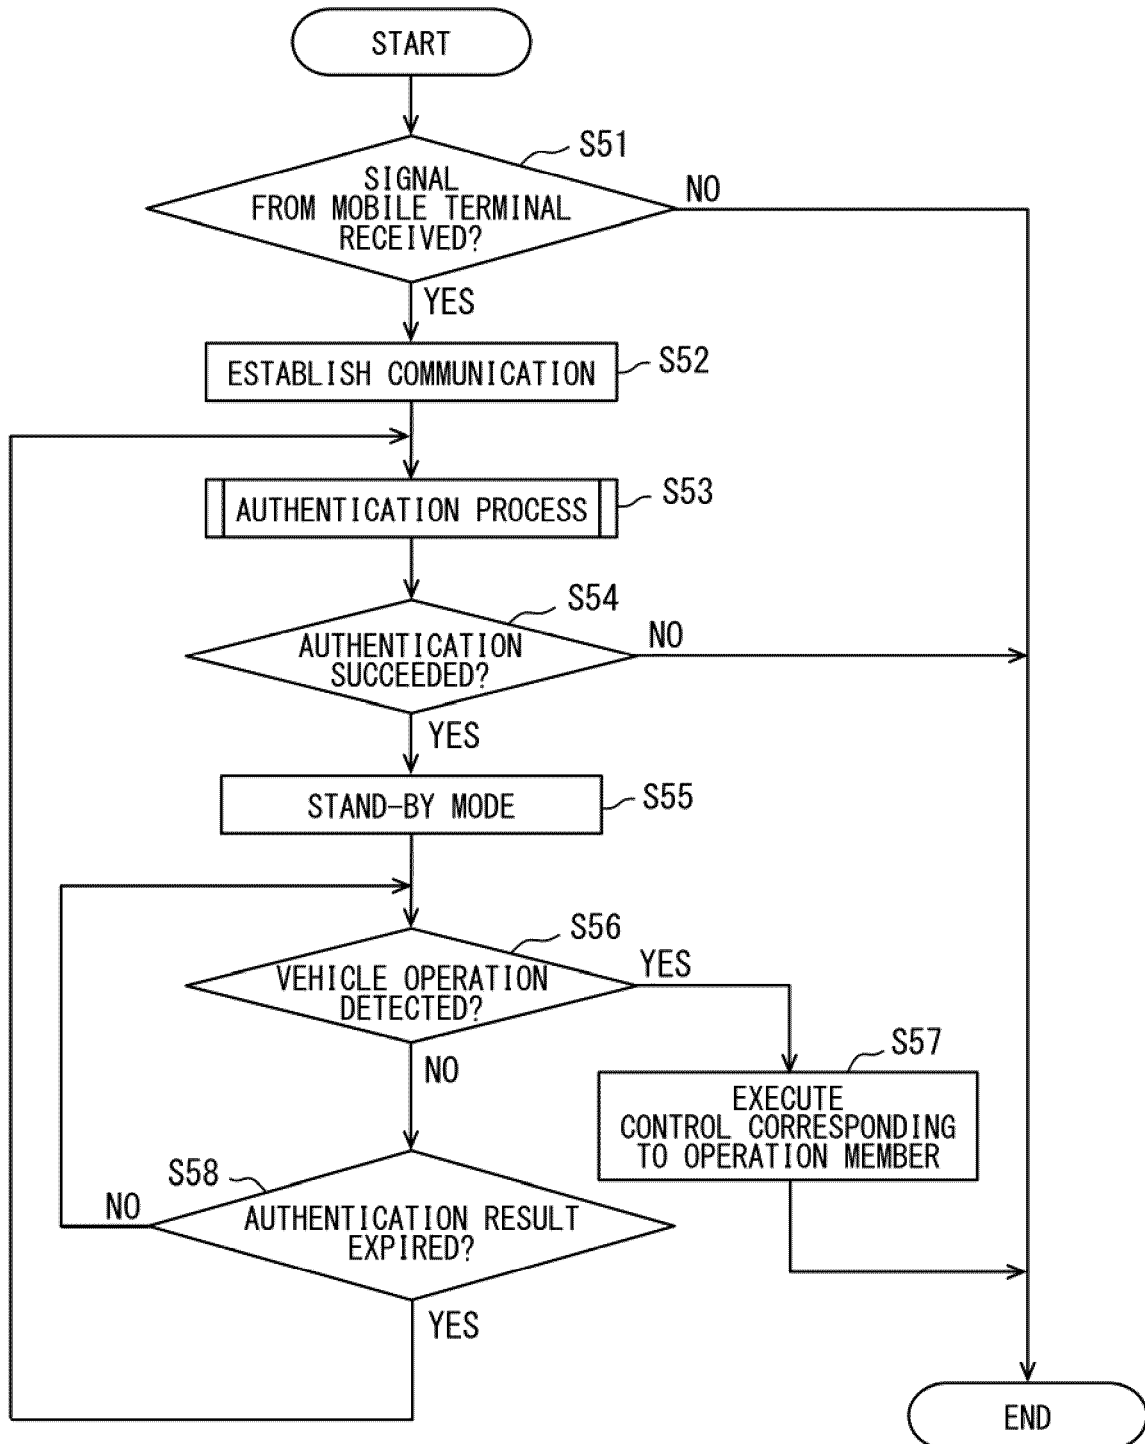 START
S51
SIGNAL
FROM MOBILE TERMINAL
RECEIVED?
NO
YES
ESTABLISH COMMUNICATION
S52
AUTHENTICATION PROCESS
S53
S54
AUTHENTICATION
SUCCEEDED?
NO
YES
STAND-BY MODE
S55
S56
VEHICLE OPERATION
DETECTED?
YES
NO
S57
EXECUTE
CONTROL CORRESPONDING
TO OPERATION MEMBER
S58
NO
AUTHENTICATION RESULT
EXPIRED?
YES
END